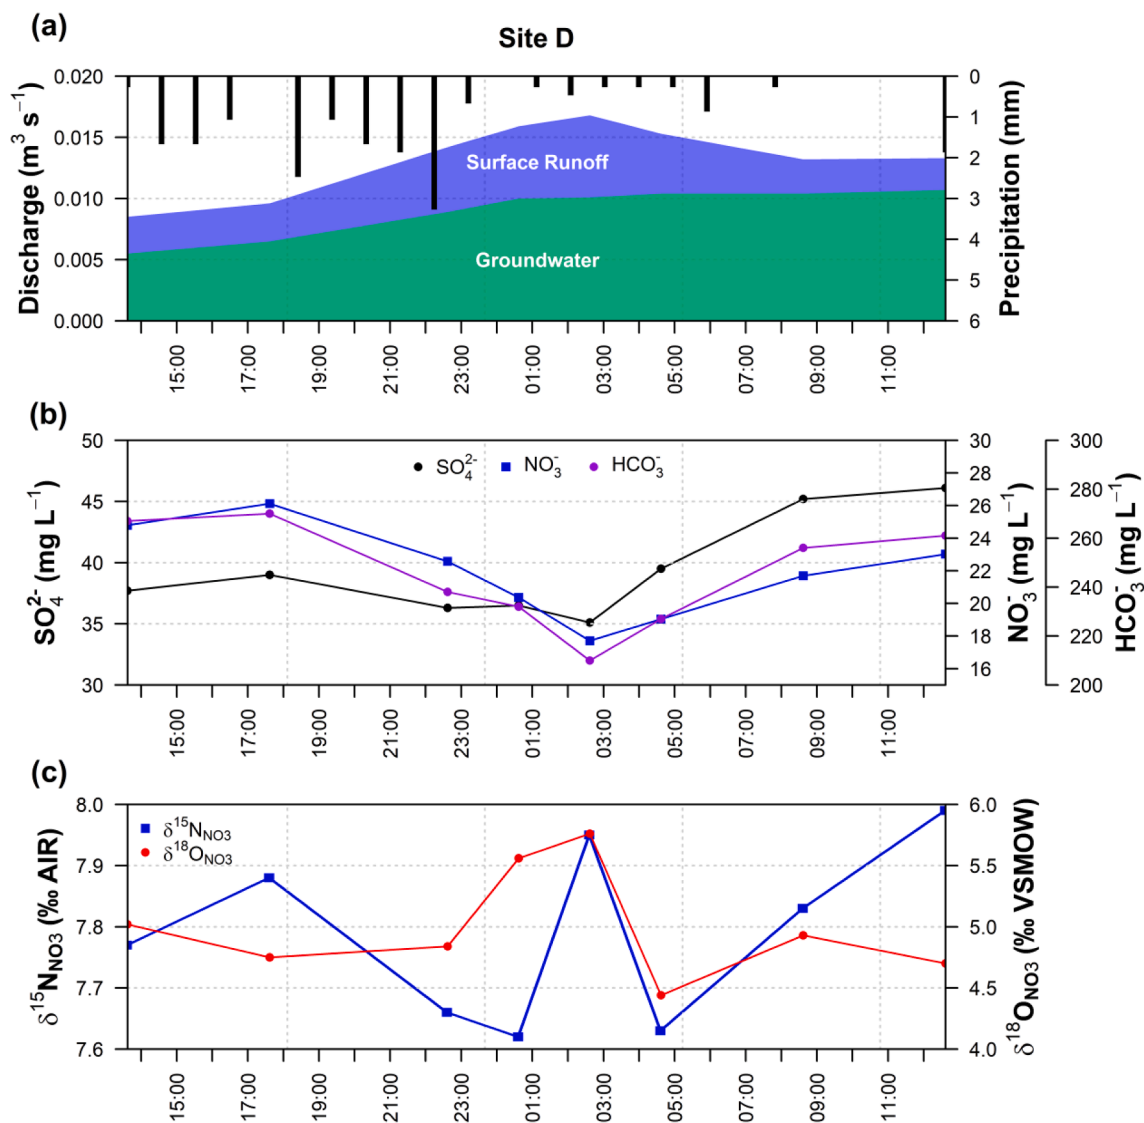 (a)
Site D
Discharge (m³ s⁻¹)
0.020
0.015
0.010
0.005
0.000
Surface Runoff
Groundwater
0
1
2
3
4
5
6
Precipitation (mm)
15:00 17:00 19:00 21:00 23:00 01:00 03:00 05:00 07:00 09:00 11:00
(b)
SO₄²⁻ (mg L⁻¹)
50
45
40
35
30
SO₄²⁻ NO₃⁻ HCO₃⁻
30
28
26
24
22
20
18
16
NO₃⁻ (mg L⁻¹)
300
280
260
240
220
200
HCO₃⁻ (mg L⁻¹)
15:00 17:00 19:00 21:00 23:00 01:00 03:00 05:00 07:00 09:00 11:00
(c)
δ¹⁵N_NO3 (‰ AIR)
8.0
7.9
7.8
7.7
7.6
δ¹⁵N_NO3
δ¹⁸O_NO3
6.0
5.5
5.0
4.5
4.0
δ¹⁸O_NO3 (‰ VSMOW)
15:00 17:00 19:00 21:00 23:00 01:00 03:00 05:00 07:00 09:00 11:00